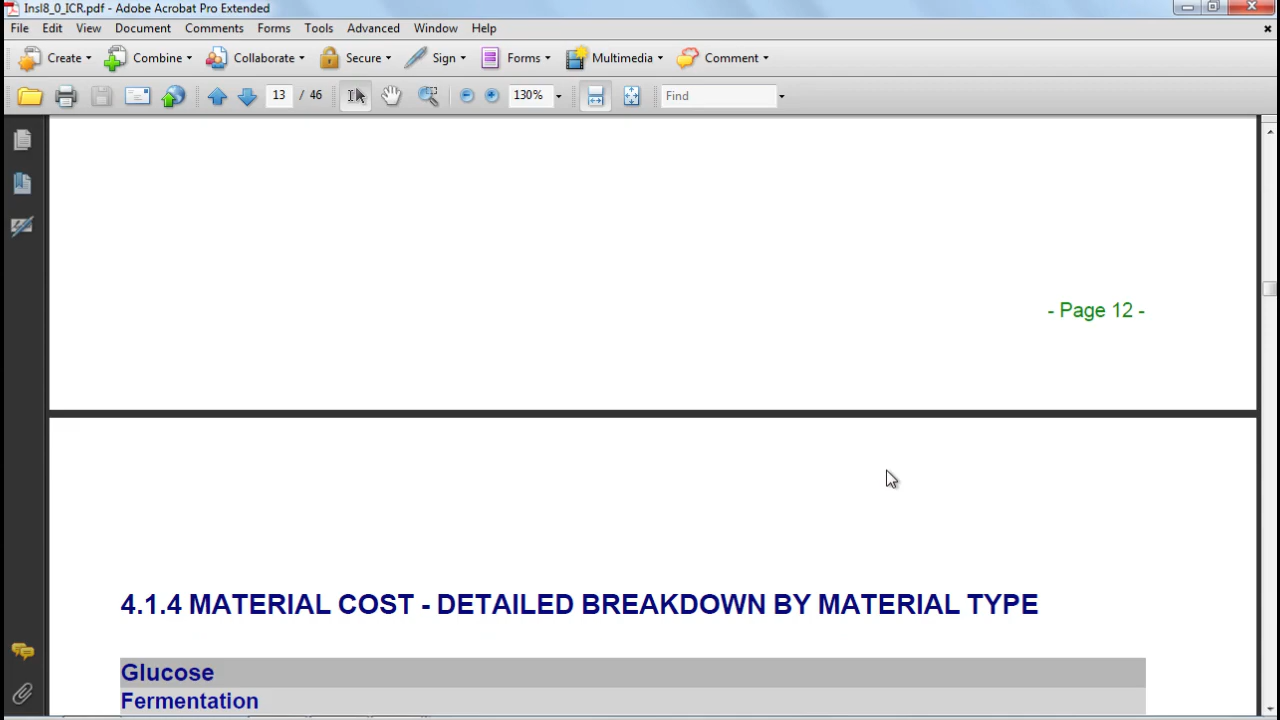 Insl8_0_ICR.pdf - Adobe Acrobat Pro Extended
File Edit View Document Comments Forms Tools Advanced Window Help
Create Combine Collaborate Secure Sign Forms Multimedia Comment
13 / 46 130% Find
- Page 12 -
4.1.4 MATERIAL COST - DETAILED BREAKDOWN BY MATERIAL TYPE
Glucose
Fermentation